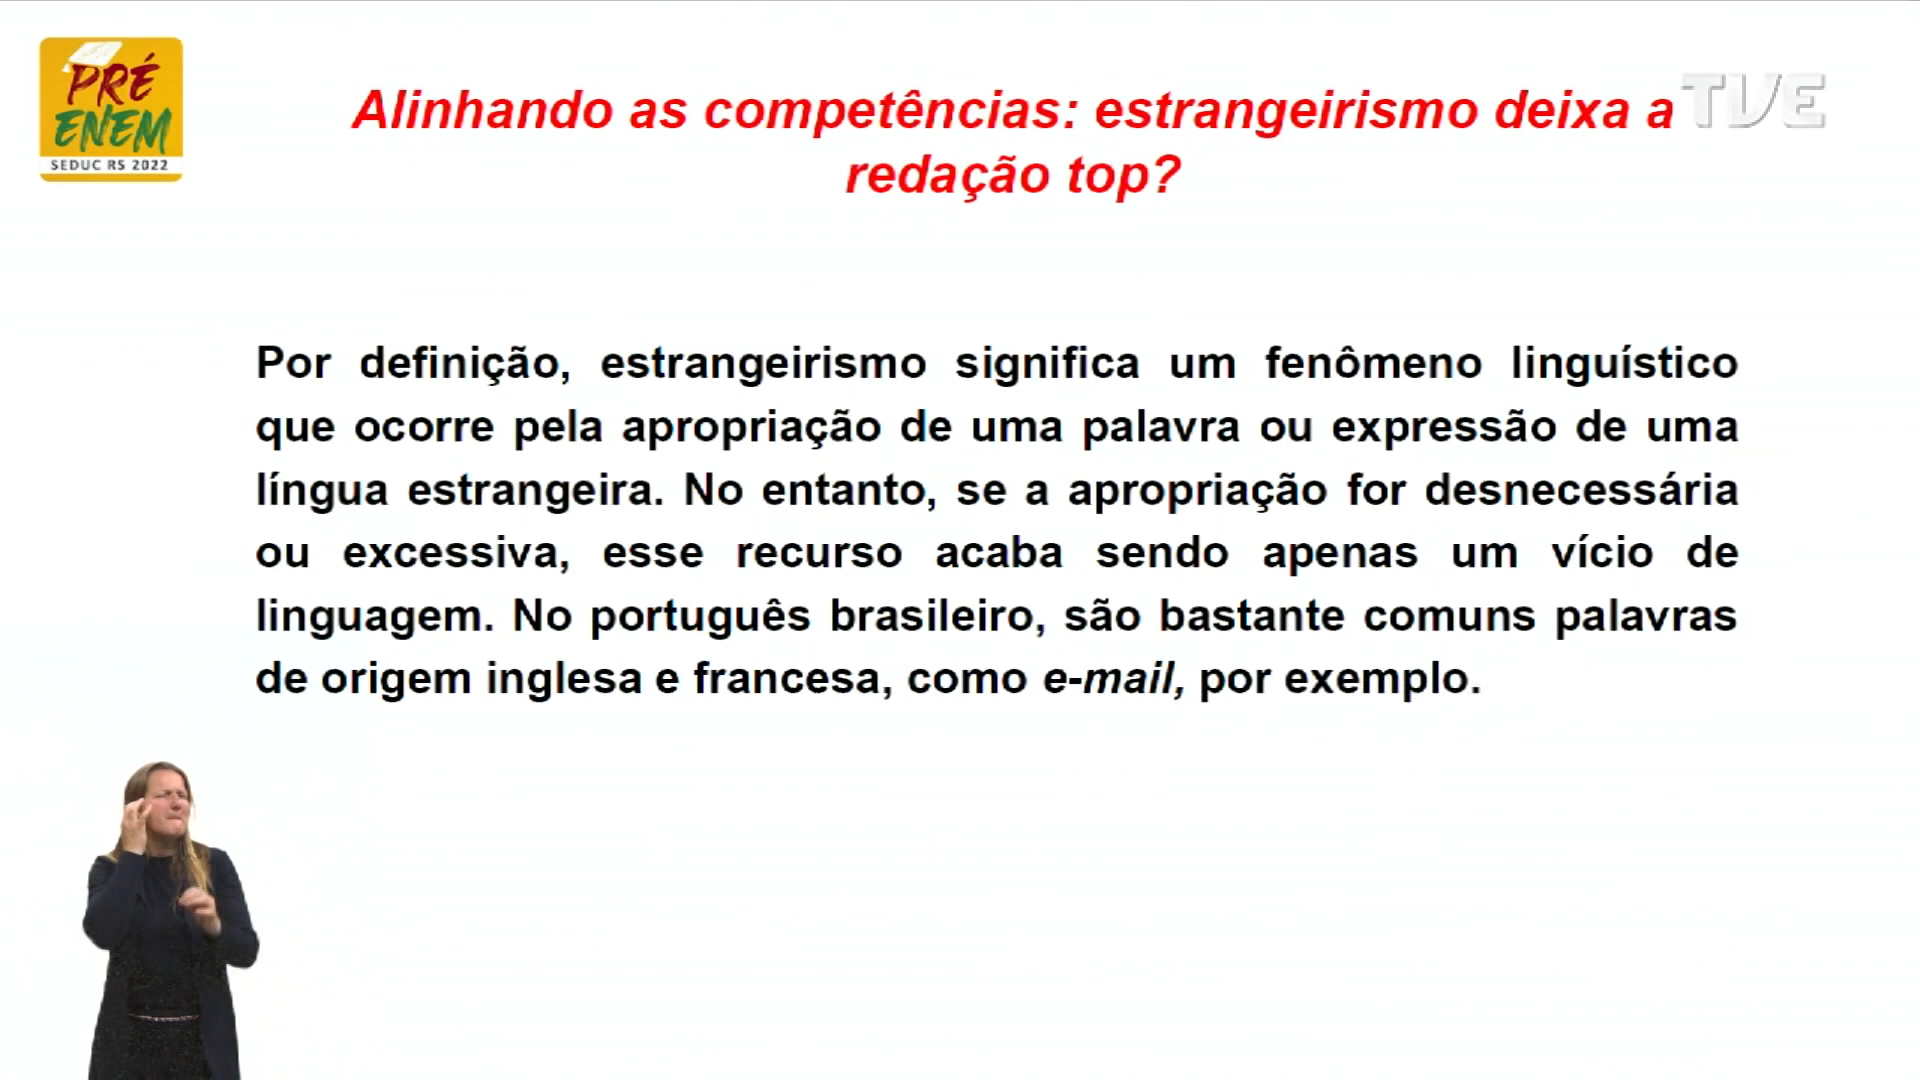 PRÉ
ENEM
SEDUC RS 2022
TVE
Alinhando as competências: estrangeirismo deixa a
redação top?
Por definição, estrangeirismo significa um fenômeno linguístico
que ocorre pela apropriação de uma palavra ou expressão de uma
língua estrangeira. No entanto, se a apropriação for desnecessária
ou excessiva, esse recurso acaba sendo apenas um vício de
linguagem. No português brasileiro, são bastante comuns palavras
de origem inglesa e francesa, como e-mail, por exemplo.